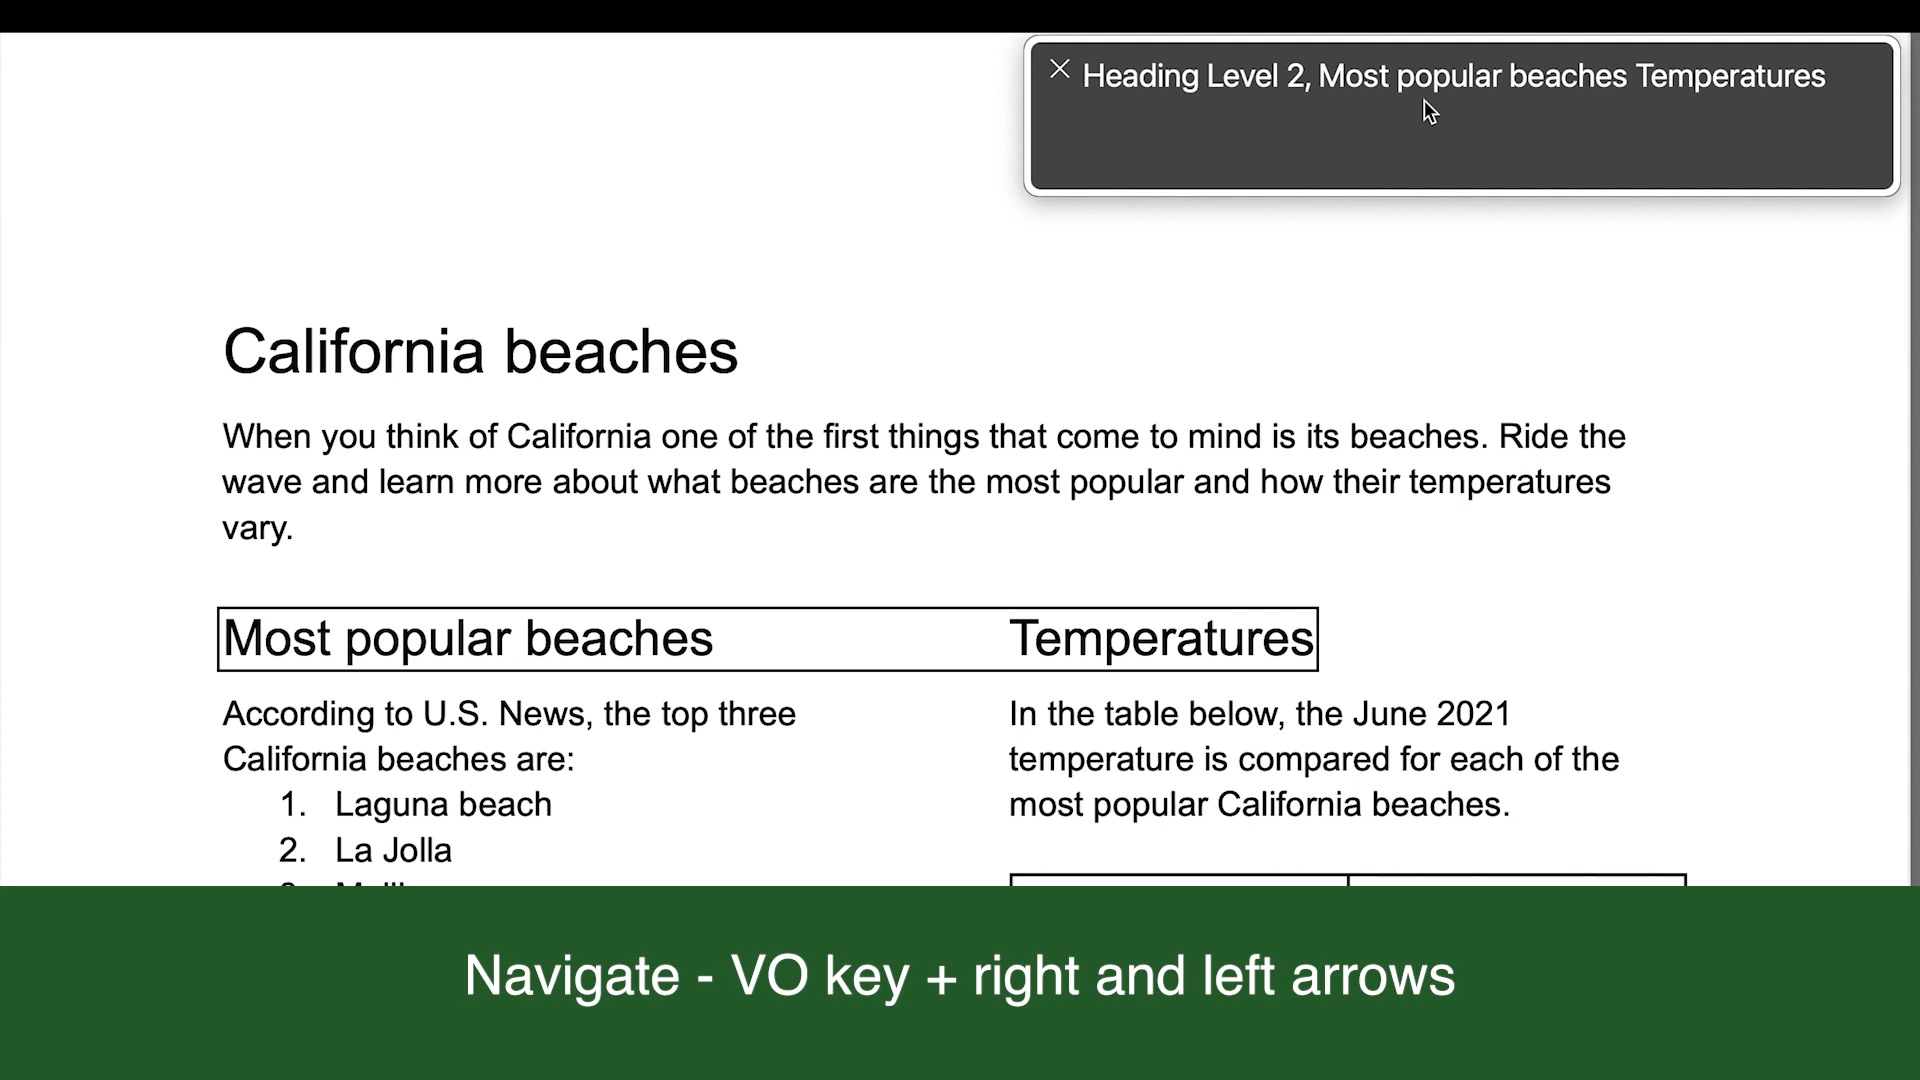 Heading Level 2, Most popular beaches Temperatures
California beaches
When you think of California one of the first things that come to mind is its beaches. Ride the
wave and learn more about what beaches are the most popular and how their temperatures
vary.
Most popular beaches
According to U.S. News, the top three
California beaches are:
1. Laguna beach
2. La Jolla
Temperatures
In the table below, the June 2021
temperature is compared for each of the
most popular California beaches.
Navigate - VO key + right and left arrows